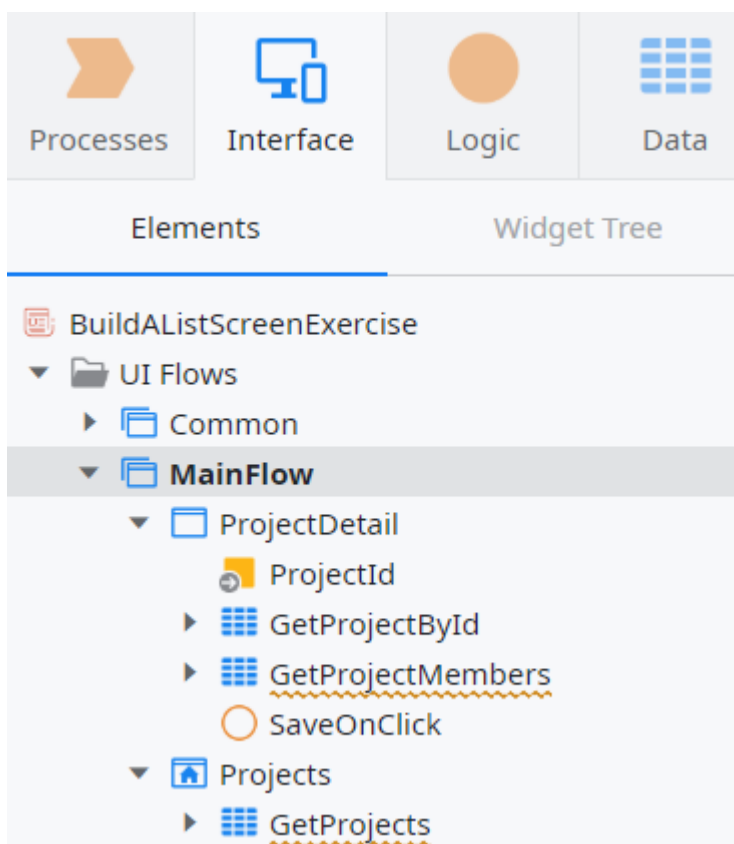 Processes Interface Logic Data
Elements Widget Tree
BuildAListScreenExercise
UI Flows
Common
MainFlow
ProjectDetail
ProjectId
GetProjectById
GetProjectMembers
SaveOnClick
Projects
GetProjects